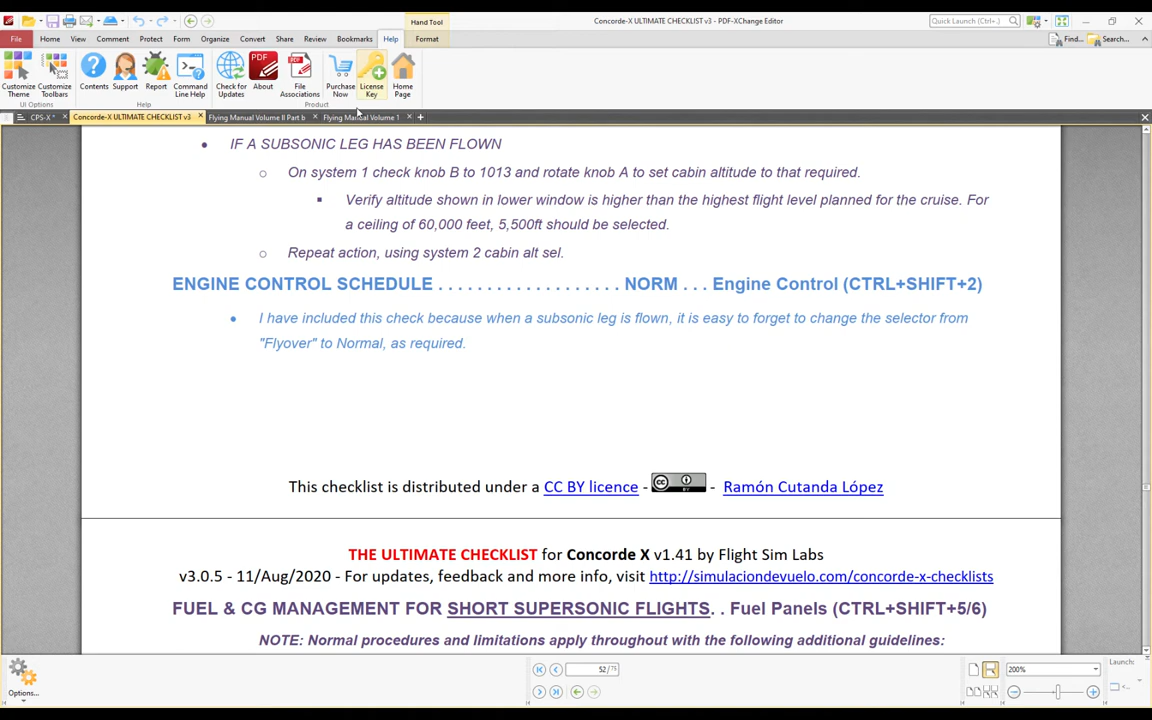 Hand Tool
Concorde-X ULTIMATE CHECKLIST v3 - PDF-XChange Editor
Quick Launch (Ctrl+.)
File Home View Comment Protect Form Organize Convert Share Review Bookmarks Help Format
Find... Search...
Customize Theme
Customize Toolbars
Contents
Support
Report
Command Line Help
Check for Updates
About
File Associations
Purchase Now
License Key
Home Page
UI Options
Help
Product
CPS-X *
Concorde-X ULTIMATE CHECKLIST v3
Flying Manual Volume II Part b
Flying Manual Volume 1
• IF A SUBSONIC LEG HAS BEEN FLOWN
o On system 1 check knob B to 1013 and rotate knob A to set cabin altitude to that required.
▪ Verify altitude shown in lower window is higher than the highest flight level planned for the cruise. For
a ceiling of 60,000 feet, 5,500ft should be selected.
o Repeat action, using system 2 cabin alt sel.
ENGINE CONTROL SCHEDULE . . . . . . . . . . . . . . . . . . . NORM . . . Engine Control (CTRL+SHIFT+2)
• I have included this check because when a subsonic leg is flown, it is easy to forget to change the selector from
"Flyover" to Normal, as required.
This checklist is distributed under a CC BY licence - CC BY - Ramón Cutanda López
THE ULTIMATE CHECKLIST for Concorde X v1.41 by Flight Sim Labs
v3.0.5 - 11/Aug/2020 - For updates, feedback and more info, visit http://simulaciondevuelo.com/concorde-x-checklists
FUEL & CG MANAGEMENT FOR SHORT SUPERSONIC FLIGHTS. . Fuel Panels (CTRL+SHIFT+5/6)
NOTE: Normal procedures and limitations apply throughout with the following additional guidelines:
Options...
52/75
200%
Launch: